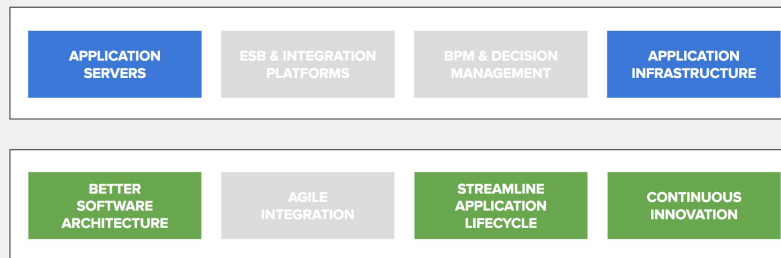 APPLICATION
SERVERS
ESB & INTEGRATION
PLATFORMS
BPM & DECISION
MANAGEMENT
APPLICATION
INFRASTRUCTURE
BETTER
SOFTWARE
ARCHITECTURE
AGILE
INTEGRATION
STREAMLINE
APPLICATION
LIFECYCLE
CONTINUOUS
INNOVATION